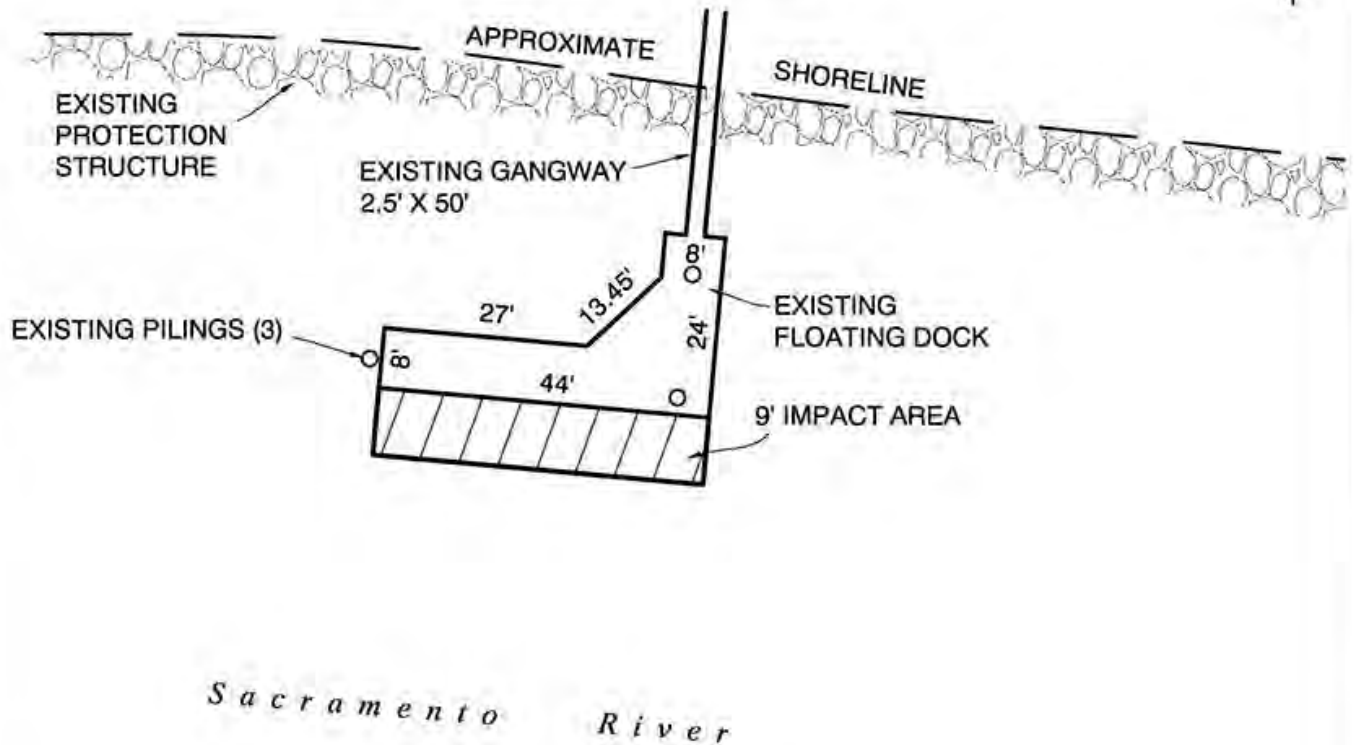 APPROXIMATE
SHORELINE
EXISTING
PROTECTION
STRUCTURE
EXISTING GANGWAY
2.5' X 50'
8'
13.45'
27'
EXISTING
FLOATING DOCK
24'
EXISTING PILINGS (3)
8'
44'
9' IMPACT AREA
Sacramento River